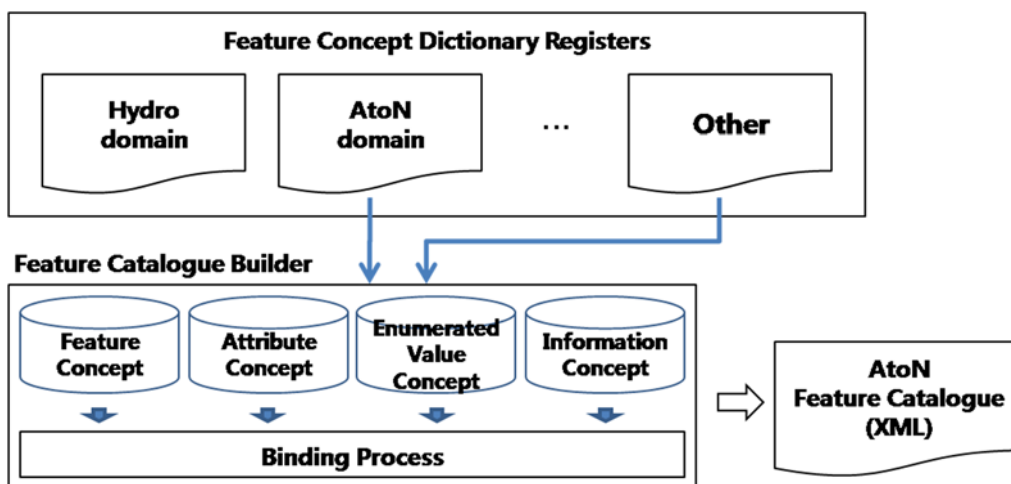 Feature Concept Dictionary Registers
Hydro
domain
AtoN
domain
...
Other
Feature Catalogue Builder
Feature
Concept
Attribute
Concept
Enumerated
Value
Concept
Information
Concept
Binding Process
AtoN
Feature Catalogue
(XML)